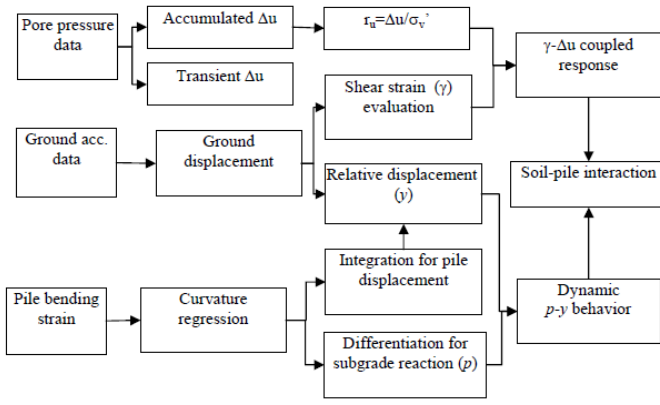 Pore pressure
data
Accumulated Δu
rᵤ=Δu/σᵥ’
γ-Δu coupled
response
Transient Δu
Shear strain (γ)
evaluation
Ground acc.
data
Ground
displacement
Relative displacement
(y)
Soil-pile interaction
Integration for pile
displacement
Pile bending
strain
Curvature
regression
Dynamic
p-y behavior
Differentiation for
subgrade reaction (p)